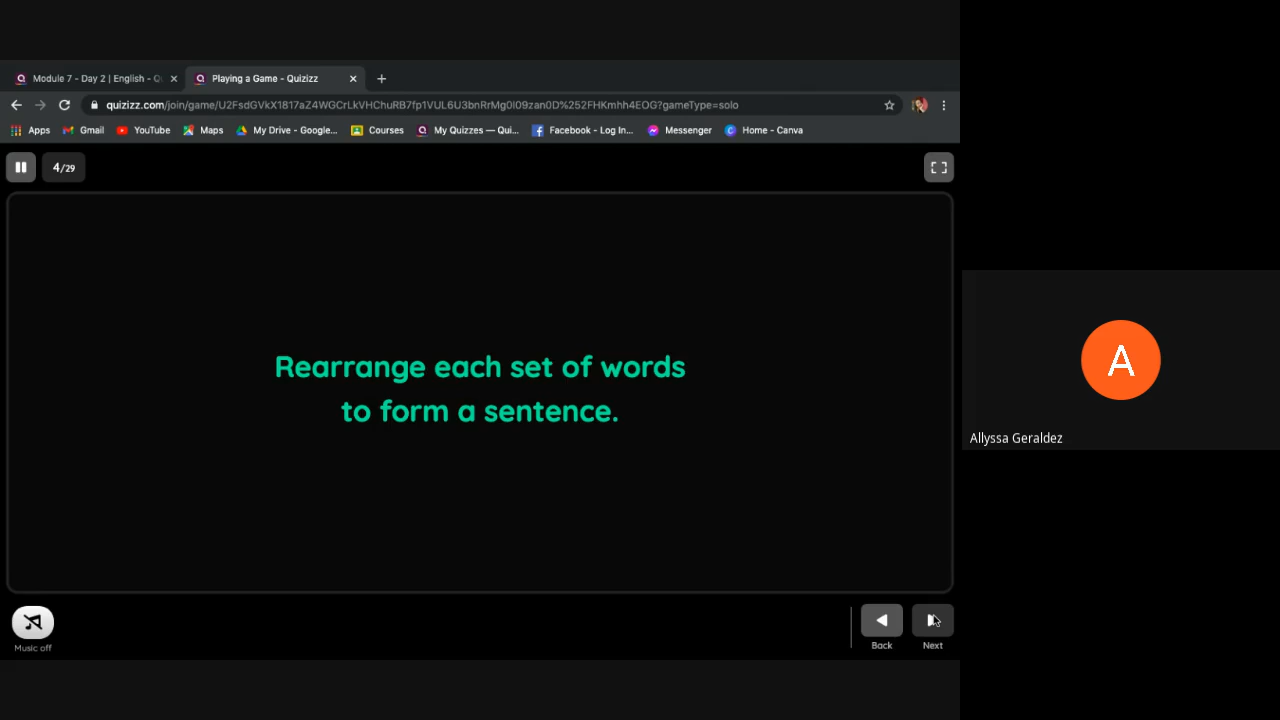 Module 7 - Day 2 | English - Qu
Playing a Game - Quizizz
quizizz.com/join/game/U2FsdGVkX1817aZ4WGCrLkVHChuRB7fp1VUL6U3bnRrMg0I09zan0D%252FHKmhh4EOG?gameType=solo
Apps Gmail YouTube Maps My Drive - Google... Courses My Quizzes — Qui... Facebook - Log In... Messenger Home - Canva
4/29
Rearrange each set of words
to form a sentence.
A
Allyssa Geraldez
Music off
Back
Next